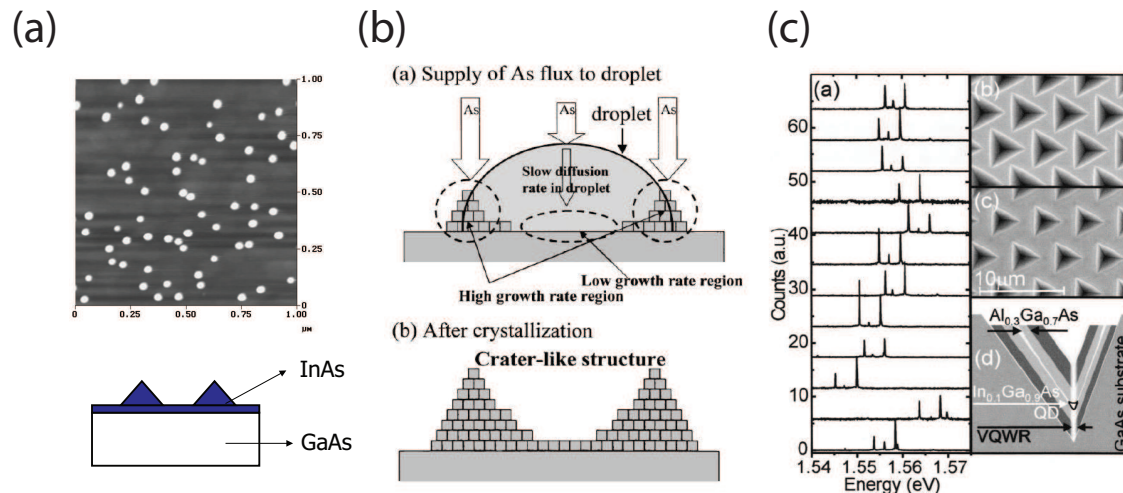 (a)
1.00
0.75
0.50
0.25
0
0
0.25
0.50
0.75
1.00
μM
InAs
GaAs
(b)
(a) Supply of As flux to droplet
As
As
As
droplet
Slow diffusion
rate in droplet
Low growth rate region
High growth rate region
(b) After crystallization
Crater-like structure
(c)
(a)
60
50
40
30
20
10
0
Counts (a.u.)
1.54
1.55
1.56
1.57
Energy (eV)
(b)
(c)
10μm
Al0.3Ga0.7As
(d)
In0.1Ga0.9As
QD
VQWR
GaAs substrate